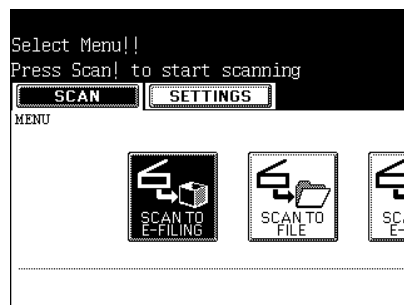 Select Menu!!
Press Scan! to start scanning
SCAN SETTINGS
MENU
SCAN TO
E-FILING
SCAN TO
FILE